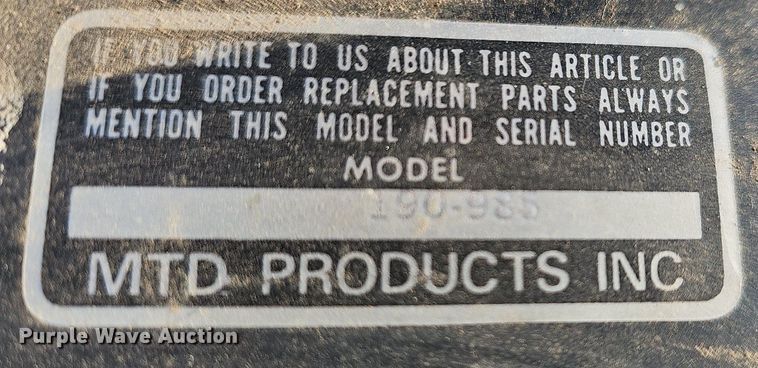 IF YOU WRITE TO US ABOUT THIS ARTICLE OR
IF YOU ORDER REPLACEMENT PARTS ALWAYS
MENTION THIS MODEL AND SERIAL NUMBER
MODEL
190-985
MTD PRODUCTS INC
Purple Wave Auction